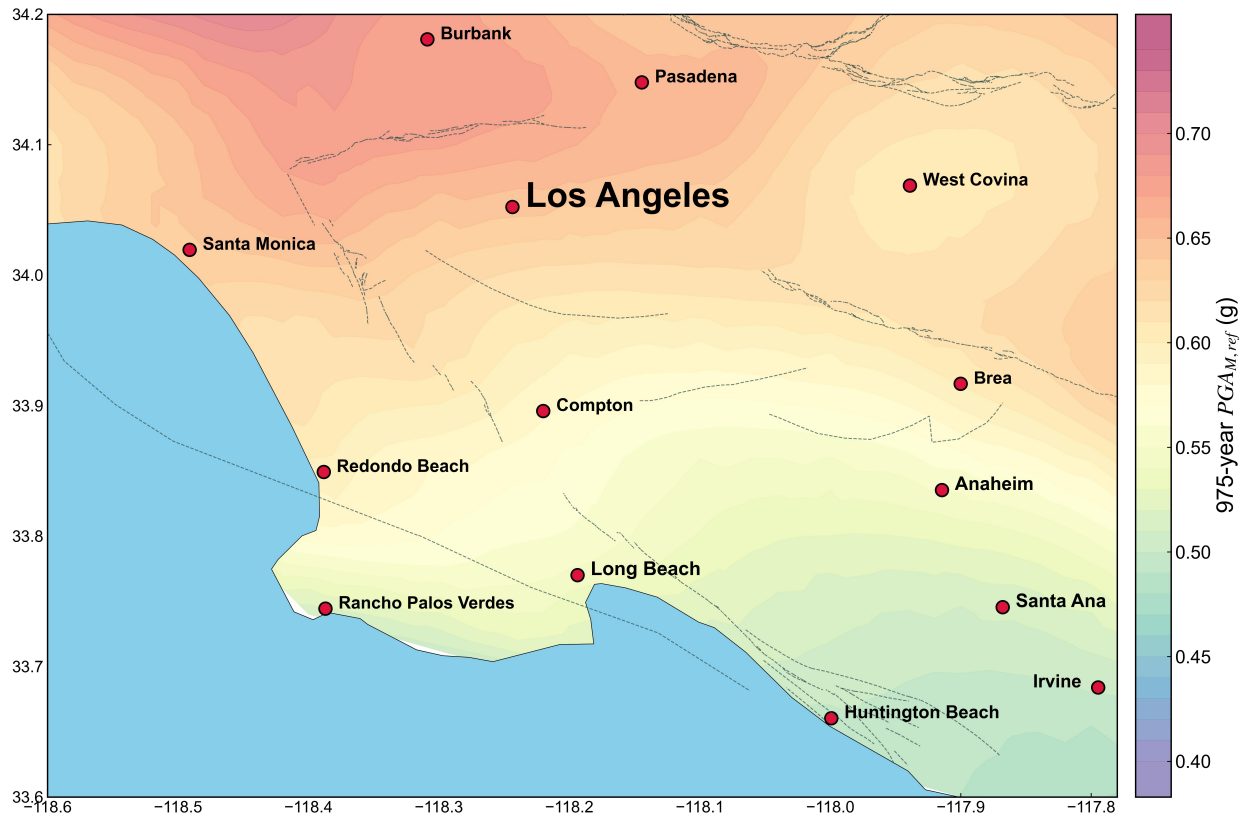 34.2
34.1
34.0
33.9
33.8
33.7
33.6
−118.6
−118.5
−118.4
−118.3
−118.2
−118.1
−118.0
−117.9
−117.8
Burbank
Pasadena
West Covina
Los Angeles
Santa Monica
Brea
Compton
Redondo Beach
Anaheim
Long Beach
Rancho Palos Verdes
Santa Ana
Irvine
Huntington Beach
0.70
0.65
0.60
0.55
0.50
0.45
0.40
975-year PGA_{M,ref} (g)